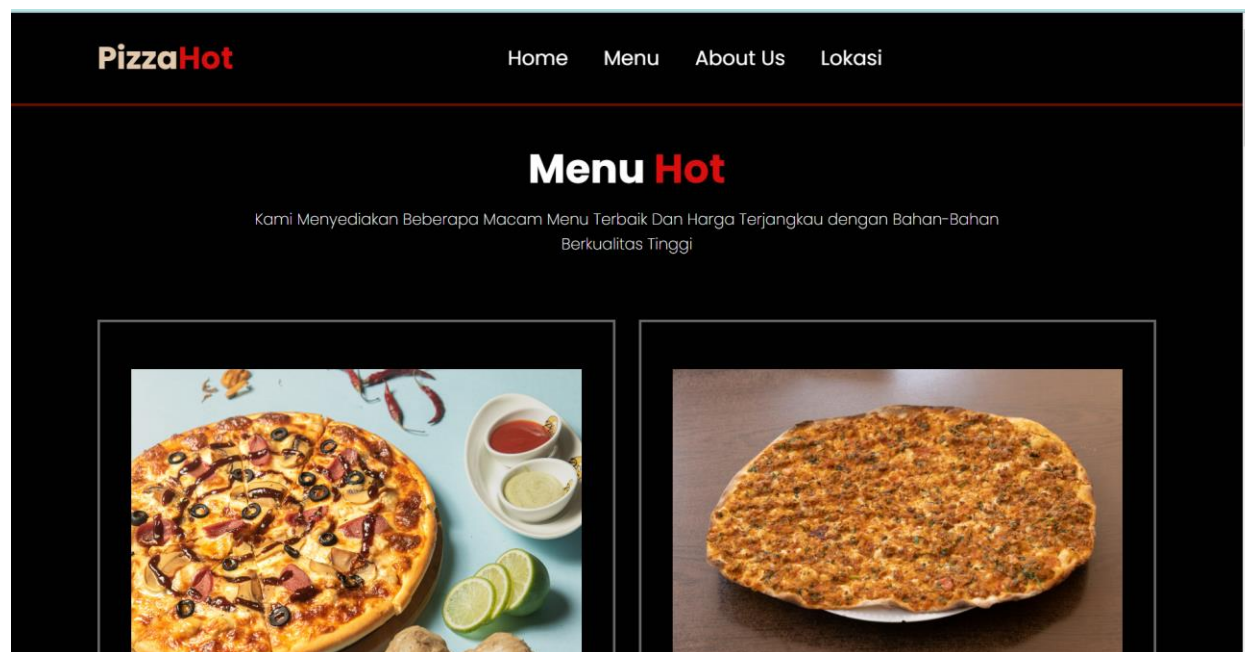 PizzaHot
Home Menu About Us Lokasi
Menu Hot
Kami Menyediakan Beberapa Macam Menu Terbaik Dan Harga Terjangkau dengan Bahan-Bahan
Berkualitas Tinggi